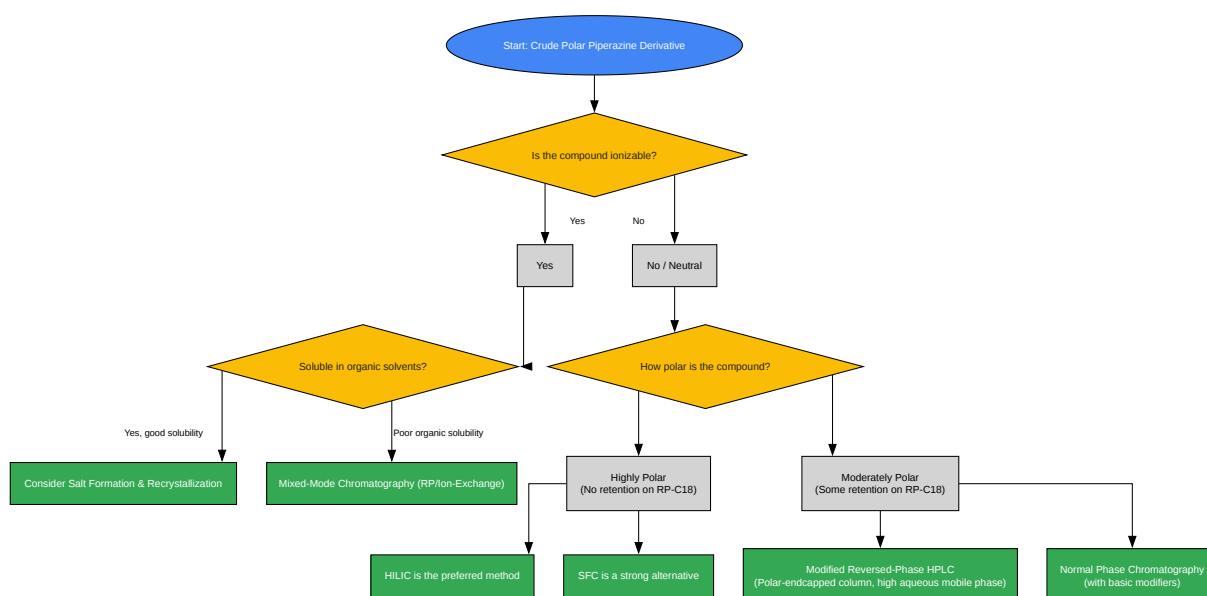 Start: Crude Polar Piperazine Derivative
Is the compound ionizable?
Yes
No
Yes
No / Neutral
Soluble in organic solvents?
How polar is the compound?
Yes, good solubility
Poor organic solubility
Consider Salt Formation & Recrystallization
Mixed-Mode Chromatography (RP/Ion-Exchange)
Highly Polar
(No retention on RP-C18)
Moderately Polar
(Some retention on RP-C18)
HILIC is the preferred method
SFC is a strong alternative
Modified Reversed-Phase HPLC
(Polar-endcapped column, high aqueous mobile phase)
Normal Phase Chromatography
(with basic modifiers)